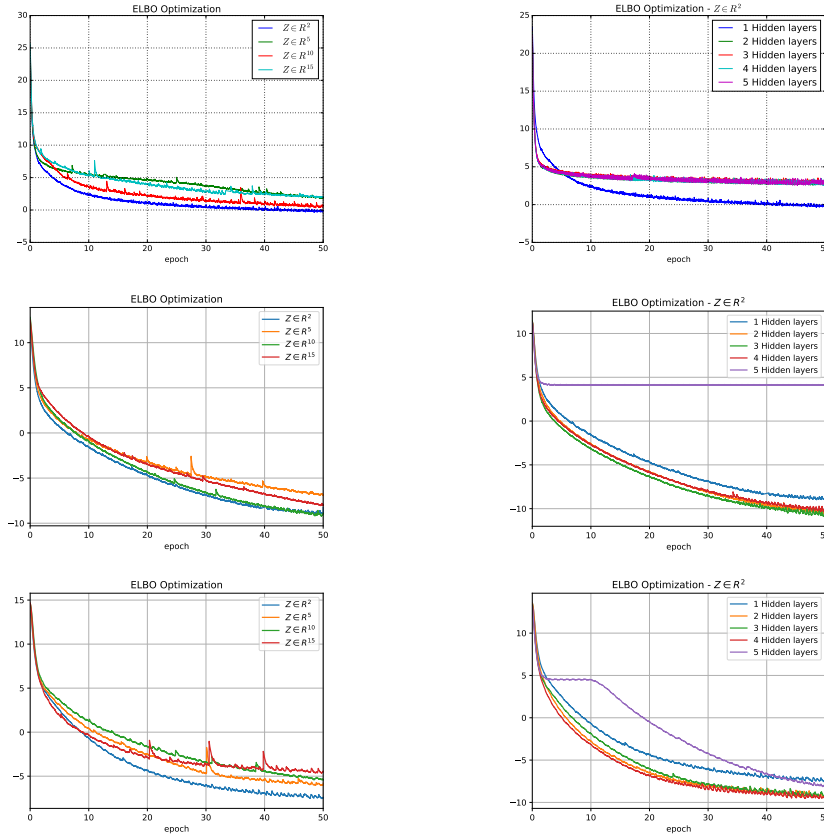 ELBO Optimization
30
25
20
15
10
5
0
−5
0
10
20
30
40
50
epoch
Z ∈ R²
Z ∈ R⁵
Z ∈ R¹⁰
Z ∈ R¹⁵
ELBO Optimization - Z ∈ R²
25
20
15
10
5
0
−5
0
10
20
30
40
50
epoch
1 Hidden layers
2 Hidden layers
3 Hidden layers
4 Hidden layers
5 Hidden layers
ELBO Optimization
10
5
0
−5
−10
0
10
20
30
40
50
epoch
Z ∈ R²
Z ∈ R⁵
Z ∈ R¹⁰
Z ∈ R¹⁵
ELBO Optimization - Z ∈ R²
10
5
0
−5
−10
0
10
20
30
40
50
epoch
1 Hidden layers
2 Hidden layers
3 Hidden layers
4 Hidden layers
5 Hidden layers
ELBO Optimization
15
10
5
0
−5
0
10
20
30
40
50
epoch
Z ∈ R²
Z ∈ R⁵
Z ∈ R¹⁰
Z ∈ R¹⁵
ELBO Optimization - Z ∈ R²
10
5
0
−5
−10
0
10
20
30
40
50
epoch
1 Hidden layers
2 Hidden layers
3 Hidden layers
4 Hidden layers
5 Hidden layers